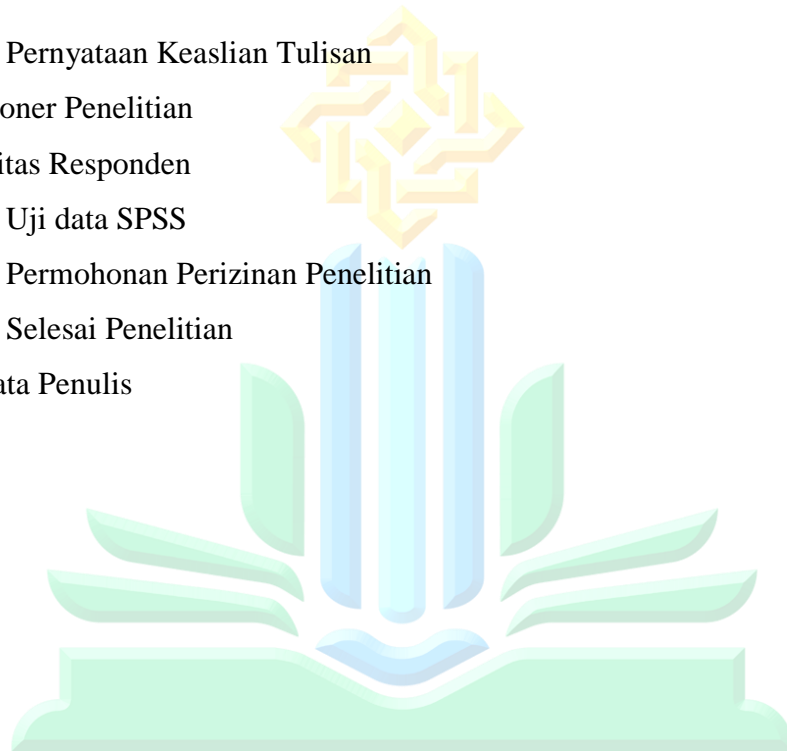 Pernyataan Keaslian Tulisan
oner Penelitian
itas Responden
Uji data SPSS
Permohonan Perizinan Penelitian
Selesai Penelitian
ata Penulis